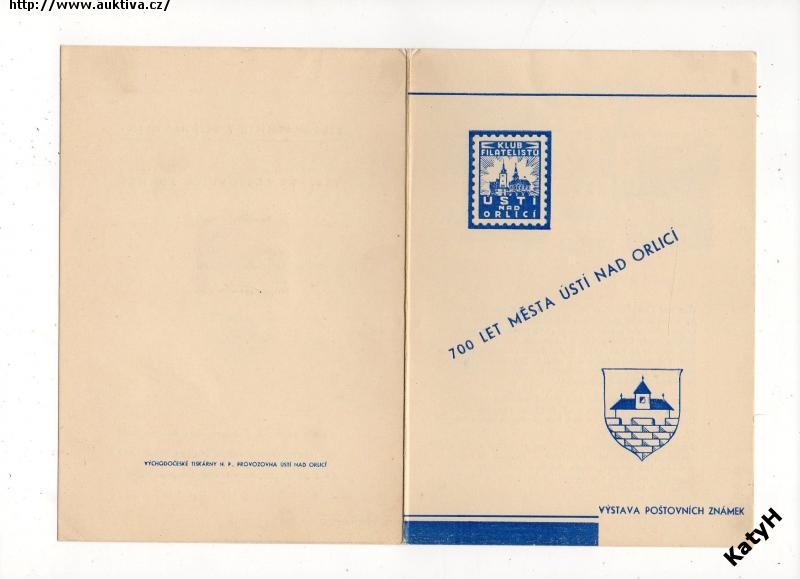 http://www.auktiva.cz/
KLUB
FILATELISTŮ
ÚSTÍ
NAD
ORLICÍ
700 LET MĚSTA ÚSTÍ NAD ORLICÍ
VÝCHODOČESKÉ TISKÁRNY N. P., PROVOZOVNA ÚSTÍ NAD ORLICÍ
VÝSTAVA POŠTOVNÍCH ZNÁMEK
KatyH